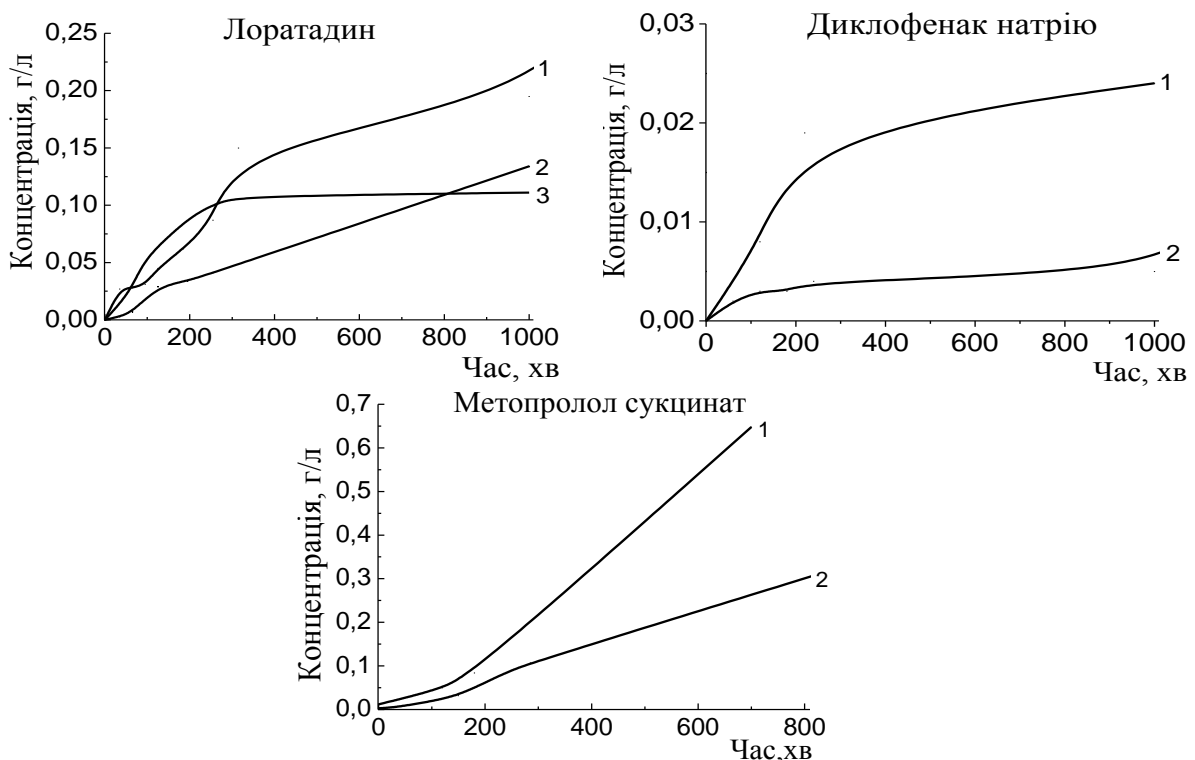 Лоратадин
Концентрація, г/л
0,25
0,20
0,15
0,10
0,05
0,00
0 200 400 600 800 1000
Час, хв
1
2
3
Диклофенак натрію
Концентрація, г/л
0,03
0,02
0,01
0,00
0 200 400 600 800 1000
Час, хв
1
2
Метопролол сукцинат
Концентрація, г/л
0,7
0,6
0,5
0,4
0,3
0,2
0,1
0,0
0 200 400 600 800
Час,хв
1
2